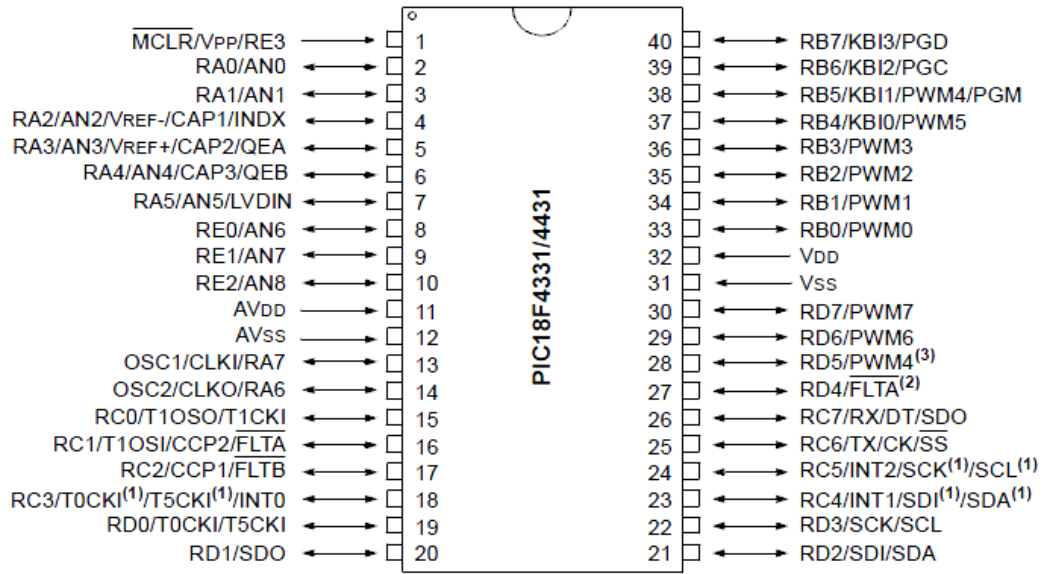 MCLR/VPP/RE3 1 40 RB7/KBI3/PGD
RA0/AN0 2 39 RB6/KBI2/PGC
RA1/AN1 3 38 RB5/KBI1/PWM4/PGM
RA2/AN2/VREF-/CAP1/INDX 4 37 RB4/KBI0/PWM5
RA3/AN3/VREF+/CAP2/QEA 5 36 RB3/PWM3
RA4/AN4/CAP3/QEB 6 35 RB2/PWM2
RA5/AN5/LVDIN 7 34 RB1/PWM1
RE0/AN6 8 33 RB0/PWM0
RE1/AN7 9 32 VDD
RE2/AN8 10 31 VSS
AVDD 11 30 RD7/PWM7
AVSS 12 29 RD6/PWM6
OSC1/CLKI/RA7 13 28 RD5/PWM4(3)
OSC2/CLKO/RA6 14 27 RD4/FLTA(2)
RC0/T1OSO/T1CKI 15 26 RC7/RX/DT/SDO
RC1/T1OSI/CCP2/FLTA 16 25 RC6/TX/CK/SS
RC2/CCP1/FLTB 17 24 RC5/INT2/SCK(1)/SCL(1)
RC3/T0CKI(1)/T5CKI(1)/INT0 18 23 RC4/INT1/SDI(1)/SDA(1)
RD0/T0CKI/T5CKI 19 22 RD3/SCK/SCL
RD1/SDO 20 21 RD2/SDI/SDA
PIC18F4331/4431